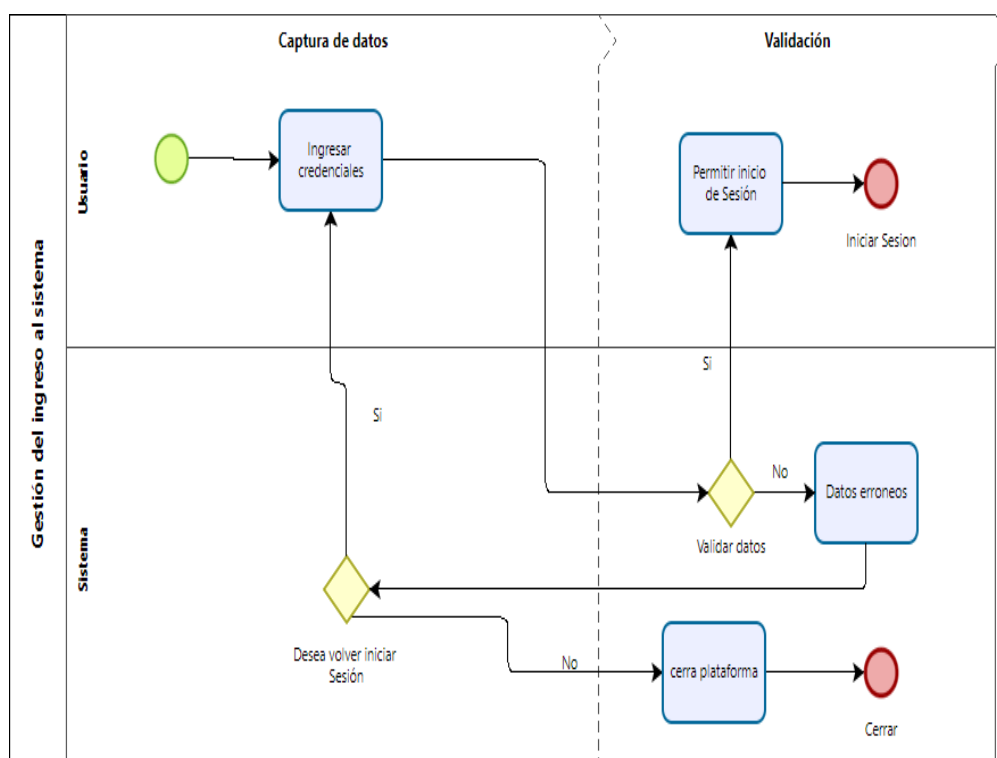 Captura de datos
Validación
Gestión del ingreso al sistema
Usuario
Ingresar
credenciales
Permitir inicio
de Sesión
Iniciar Sesion
Sistema
Si
Si
No
Datos erroneos
Validar datos
Desea volver iniciar
Sesión
No
cerra plataforma
Cerrar